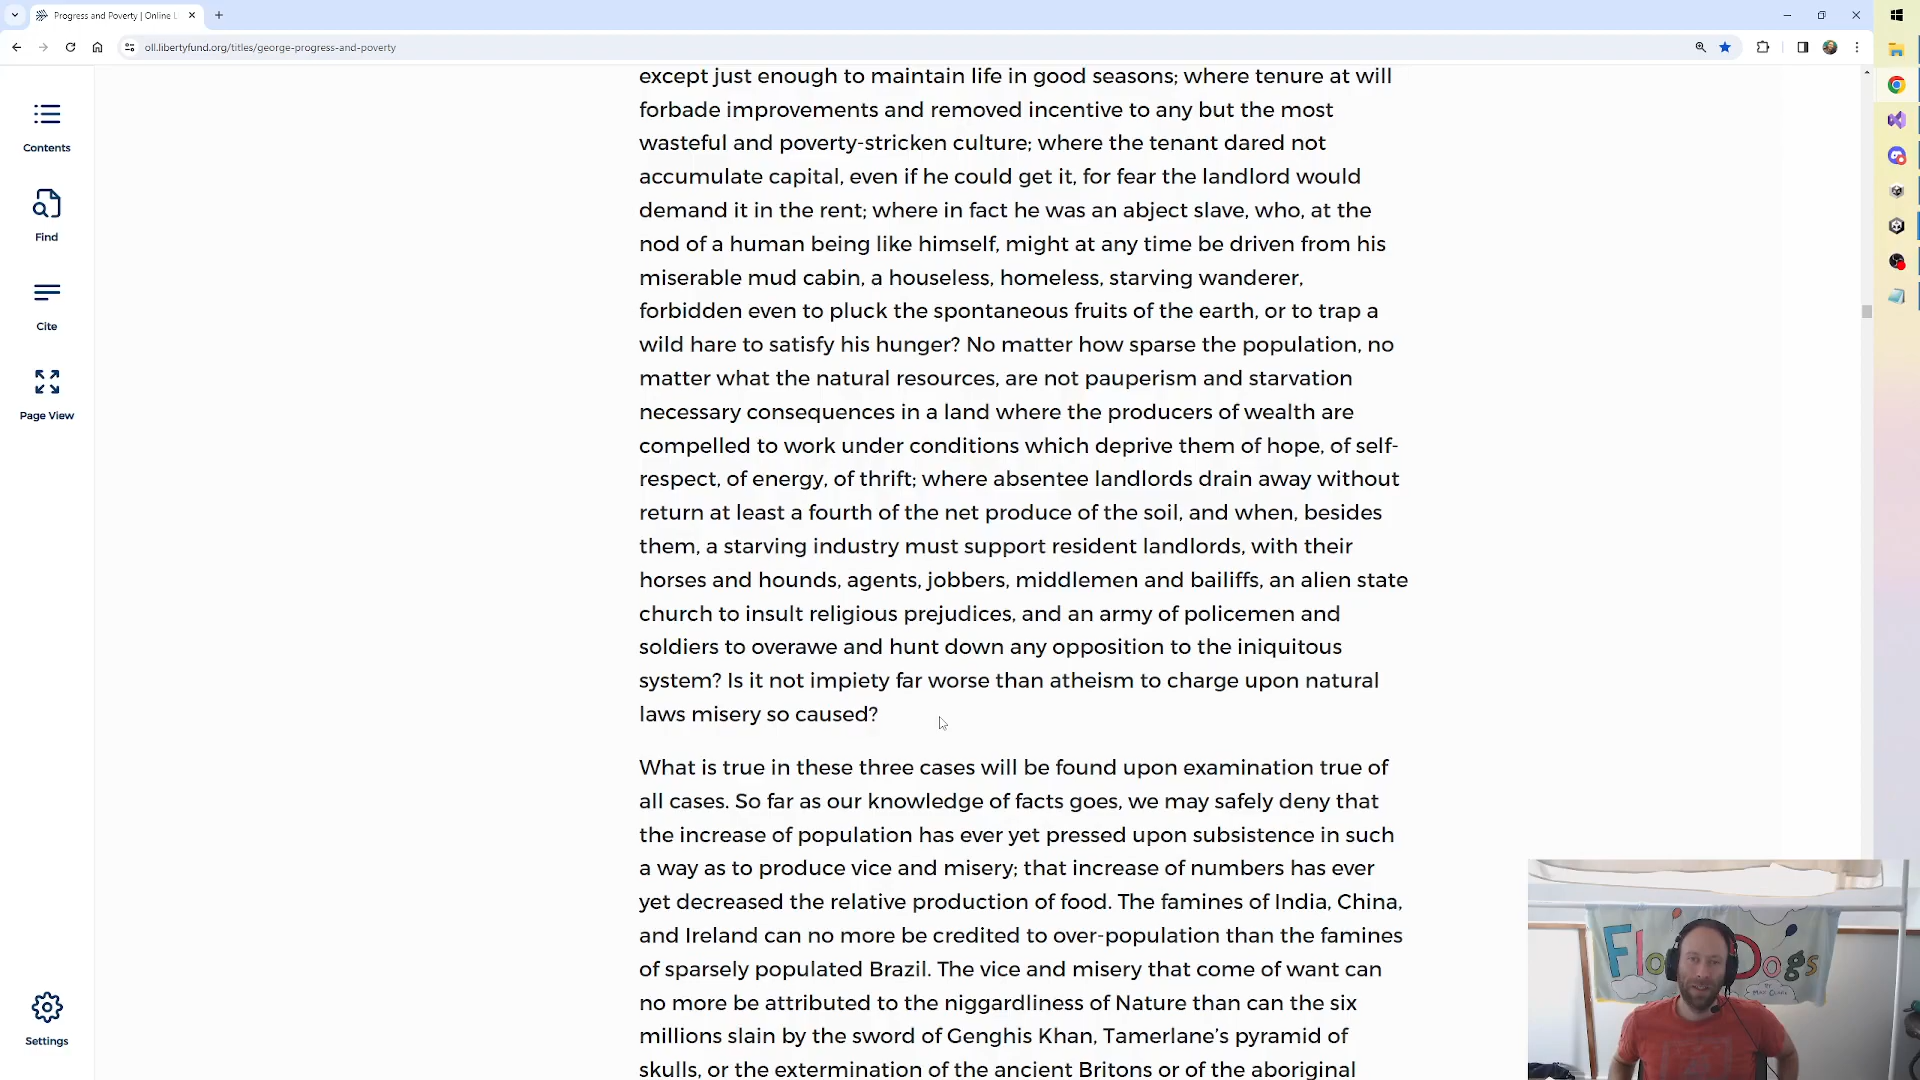 Progress and Poverty | Online L
oll.libertyfund.org/titles/george-progress-and-poverty
Contents
Find
Cite
Page View
Settings
except just enough to maintain life in good seasons; where tenure at will
forbade improvements and removed incentive to any but the most
wasteful and poverty-stricken culture; where the tenant dared not
accumulate capital, even if he could get it, for fear the landlord would
demand it in the rent; where in fact he was an abject slave, who, at the
nod of a human being like himself, might at any time be driven from his
miserable mud cabin, a houseless, homeless, starving wanderer,
forbidden even to pluck the spontaneous fruits of the earth, or to trap a
wild hare to satisfy his hunger? No matter how sparse the population, no
matter what the natural resources, are not pauperism and starvation
necessary consequences in a land where the producers of wealth are
compelled to work under conditions which deprive them of hope, of self-
respect, of energy, of thrift; where absentee landlords drain away without
return at least a fourth of the net produce of the soil, and when, besides
them, a starving industry must support resident landlords, with their
horses and hounds, agents, jobbers, middlemen and bailiffs, an alien state
church to insult religious prejudices, and an army of policemen and
soldiers to overawe and hunt down any opposition to the iniquitous
system? Is it not impiety far worse than atheism to charge upon natural
laws misery so caused?
What is true in these three cases will be found upon examination true of
all cases. So far as our knowledge of facts goes, we may safely deny that
the increase of population has ever yet pressed upon subsistence in such
a way as to produce vice and misery; that increase of numbers has ever
yet decreased the relative production of food. The famines of India, China,
and Ireland can no more be credited to over-population than the famines
of sparsely populated Brazil. The vice and misery that come of want can
no more be attributed to the niggardliness of Nature than can the six
millions slain by the sword of Genghis Khan, Tamerlane's pyramid of
skulls, or the extermination of the ancient Britons or of the aboriginal
Dogs